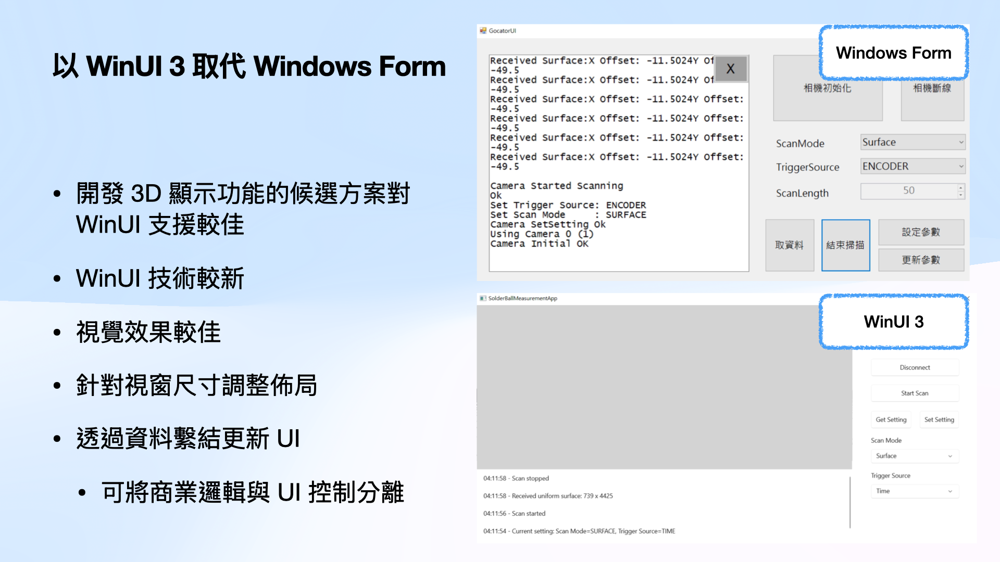 以 WinUI 3 取代 Windows Form
• 開發 3D 顯示功能的候選方案對
WinUI 支援較佳
• WinUI 技術較新
• 視覺效果較佳
• 針對視窗尺寸調整佈局
• 透過資料繫結更新 UI
• 可將商業邏輯與 UI 控制分離
GocatorUI
Windows Form
Received Surface:X Offset: -11.5024Y Of
-49.5
Received Surface:X Offset: -11.5024Y Of
-49.5
Received Surface:X Offset: -11.5024Y Offset:
-49.5
Received Surface:X Offset: -11.5024Y Offset:
-49.5
Received Surface:X Offset: -11.5024Y Offset:
-49.5
Received Surface:X Offset: -11.5024Y Offset:
-49.5
Camera Started Scanning
Ok
Set Trigger Source: ENCODER
Set Scan Mode : SURFACE
Camera SetSetting Ok
Using Camera 0 (1)
Camera Initial OK
X
相機初始化
相機斷線
ScanMode
Surface
TriggerSource
ENCODER
ScanLength
50
取資料
結束掃描
設定參數
更新參數
SolderBallMeasurementApp
WinUI 3
Disconnect
Start Scan
Get Setting
Set Setting
Scan Mode
Surface
Trigger Source
Time
04:11:58 - Scan stopped
04:11:58 - Received uniform surface: 739 x 4425
04:11:56 - Scan started
04:11:54 - Current setting: Scan Mode=SURFACE, Trigger Source=TIME